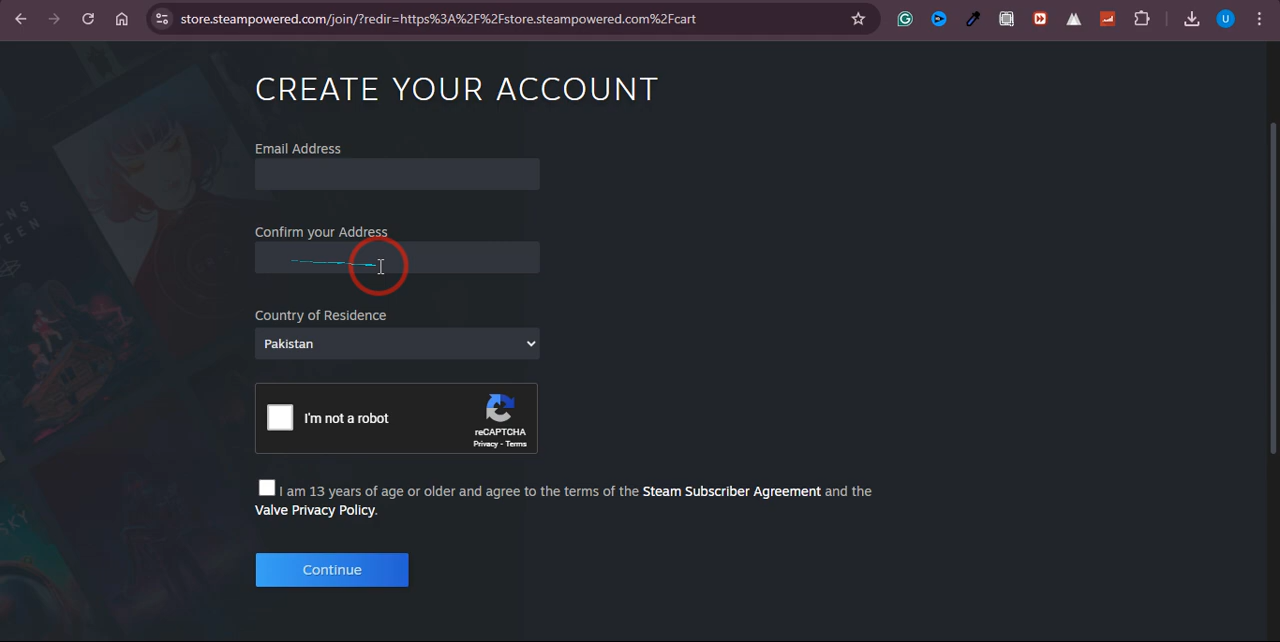 store.steampowered.com/join/?redir=https%3A%2F%2Fstore.steampowered.com%2Fcart
U
CREATE YOUR ACCOUNT
Email Address
Confirm your Address
Country of Residence
Pakistan
I'm not a robot
reCAPTCHA
Privacy - Terms
I am 13 years of age or older and agree to the terms of the Steam Subscriber Agreement and the
Valve Privacy Policy.
Continue